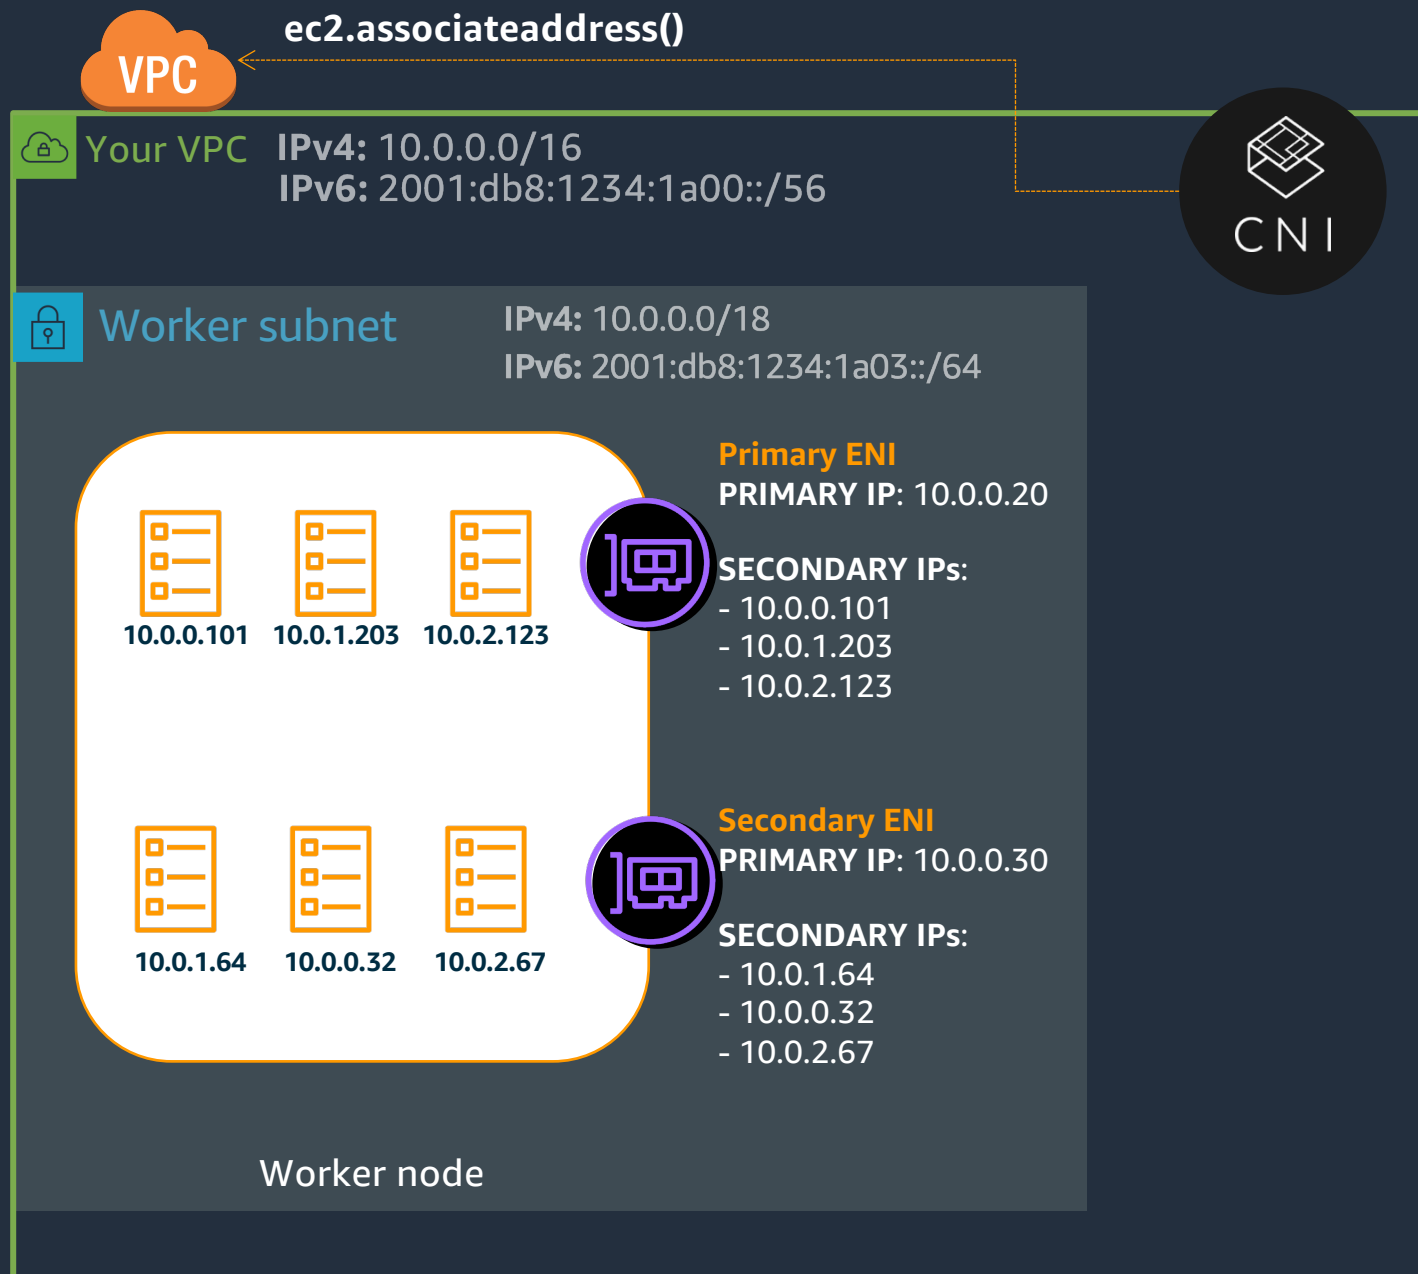 ec2.associateaddress()
VPC
Your VPC
IPv4: 10.0.0.0/16
IPv6: 2001:db8:1234:1a00::/56
CNI
Worker subnet
IPv4: 10.0.0.0/18
IPv6: 2001:db8:1234:1a03::/64
Primary ENI
PRIMARY IP: 10.0.0.20
SECONDARY IPs:
- 10.0.0.101
- 10.0.1.203
- 10.0.2.123
10.0.0.101 10.0.1.203 10.0.2.123
Secondary ENI
PRIMARY IP: 10.0.0.30
SECONDARY IPs:
- 10.0.1.64
- 10.0.0.32
- 10.0.2.67
10.0.1.64 10.0.0.32 10.0.2.67
Worker node